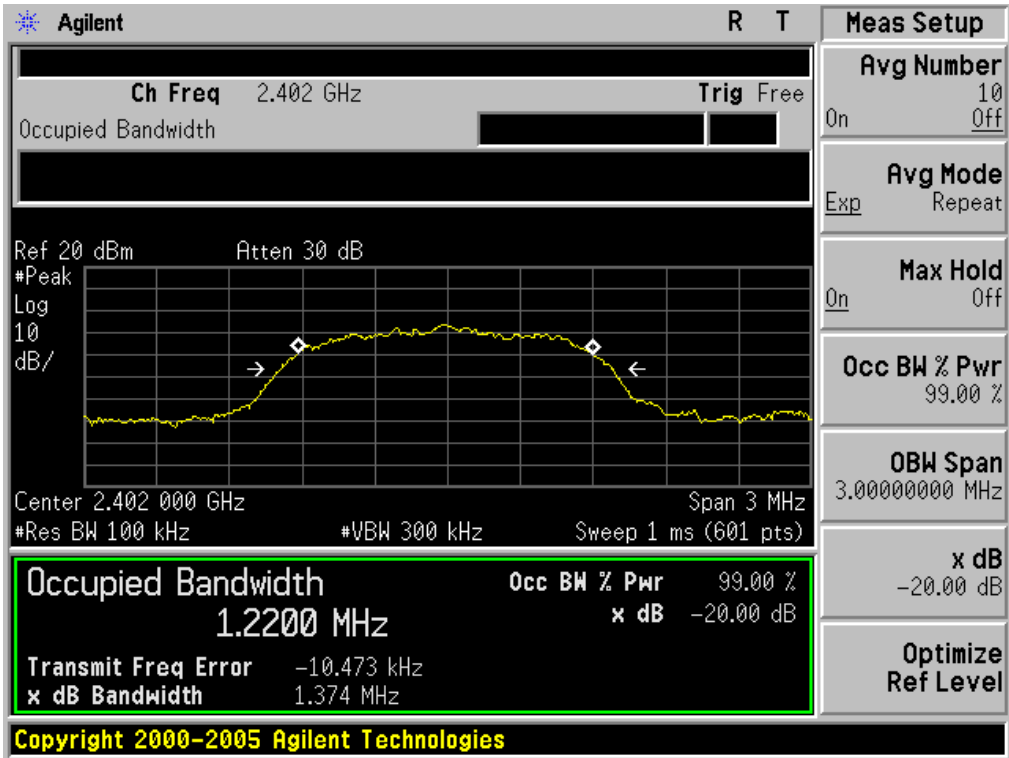 Agilent R T
Ch Freq 2.402 GHz Trig Free
Occupied Bandwidth
Ref 20 dBm Atten 30 dB
#Peak
Log
10
dB/
Center 2.402 000 GHz Span 3 MHz
#Res BW 100 kHz #VBW 300 kHz Sweep 1 ms (601 pts)
Occupied Bandwidth Occ BW % Pwr 99.00 %
1.2200 MHz x dB -20.00 dB
Transmit Freq Error -10.473 kHz
x dB Bandwidth 1.374 MHz
Copyright 2000-2005 Agilent Technologies
Meas Setup
Avg Number
10
On Off
Avg Mode
Exp Repeat
Max Hold
On Off
Occ BW % Pwr
99.00 %
OBW Span
3.00000000 MHz
x dB
-20.00 dB
Optimize
Ref Level